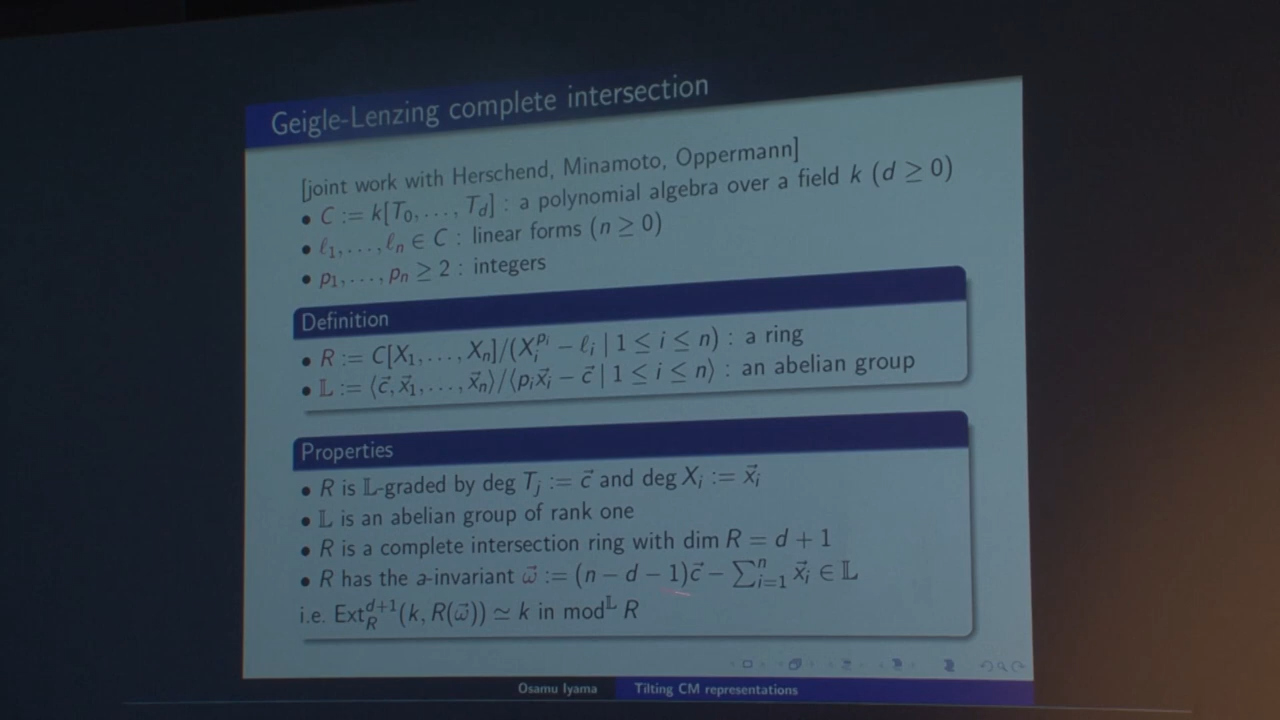 Geigle-Lenzing complete intersection
[joint work with Herschend, Minamoto, Oppermann]
• C := k[T₀, . . . , T_d] : a polynomial algebra over a field k (d ≥ 0)
• ℓ₁, . . . , ℓₙ ∈ C : linear forms (n ≥ 0)
• p₁, . . . , pₙ ≥ 2 : integers
Definition
• R := C[X₁, . . . , Xₙ]/(X_i^{p_i} − ℓ_i | 1 ≤ i ≤ n) : a ring
• 𝕃 := ⟨c⃗, x⃗₁, . . . , x⃗ₙ⟩/⟨p_i x⃗_i − c⃗ | 1 ≤ i ≤ n⟩ : an abelian group
Properties
• R is 𝕃-graded by deg T_j := c⃗ and deg X_i := x⃗_i
• 𝕃 is an abelian group of rank one
• R is a complete intersection ring with dim R = d + 1
• R has the a-invariant ω⃗ := (n − d − 1)c⃗ − ∑_{i=1}^n x⃗_i ∈ 𝕃
i.e. Ext_R^{d+1}(k, R(ω⃗)) ≃ k in mod^𝕃 R
Osamu Iyama Tilting CM representations